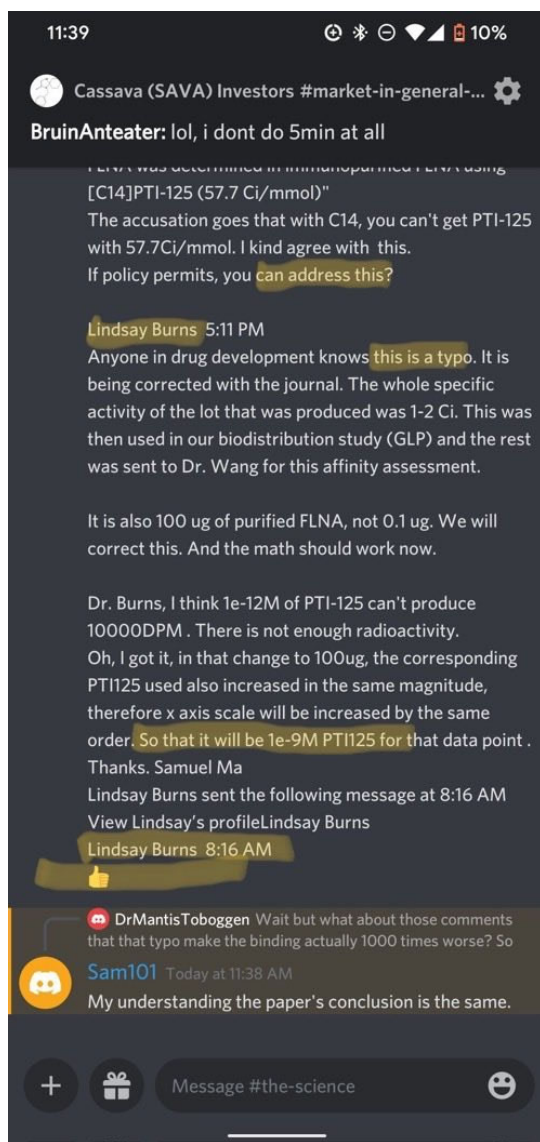 11:39
10%
Cassava (SAVA) Investors #market-in-general-...
BruinAnteater: lol, i dont do 5min at all
FLNA was determined in immunopurified FLNA using
[C14]PTI-125 (57.7 Ci/mmol)"
The accusation goes that with C14, you can't get PTI-125
with 57.7Ci/mmol. I kind agree with this.
If policy permits, you can address this?
Lindsay Burns 5:11 PM
Anyone in drug development knows this is a typo. It is
being corrected with the journal. The whole specific
activity of the lot that was produced was 1-2 Ci. This was
then used in our biodistribution study (GLP) and the rest
was sent to Dr. Wang for this affinity assessment.
It is also 100 ug of purified FLNA, not 0.1 ug. We will
correct this. And the math should work now.
Dr. Burns, I think 1e-12M of PTI-125 can't produce
10000DPM . There is not enough radioactivity.
Oh, I got it, in that change to 100ug, the corresponding
PTI125 used also increased in the same magnitude,
therefore x axis scale will be increased by the same
order. So that it will be 1e-9M PTI125 for that data point .
Thanks. Samuel Ma
Lindsay Burns sent the following message at 8:16 AM
View Lindsay's profileLindsay Burns
Lindsay Burns 8:16 AM
👍
DrMantisToboggen Wait but what about those comments
that that typo make the binding actually 1000 times worse? So
Sam101 Today at 11:38 AM
My understanding the paper's conclusion is the same.
Message #the-science